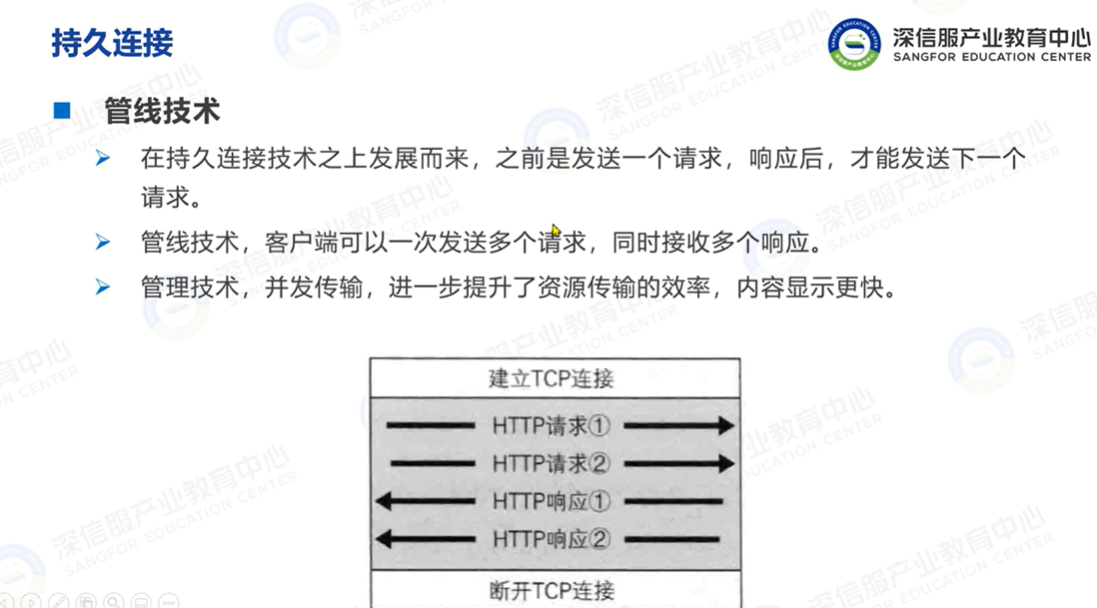 持久连接
深信服产业教育中心
SANGFOR EDUCATION CENTER
管线技术
在持久连接技术之上发展而来，之前是发送一个请求，响应后，才能发送下一个
请求。
管线技术，客户端可以一次发送多个请求，同时接收多个响应。
管理技术，并发传输，进一步提升了资源传输的效率，内容显示更快。
建立TCP连接
HTTP请求①
HTTP请求②
HTTP响应①
HTTP响应②
断开TCP连接